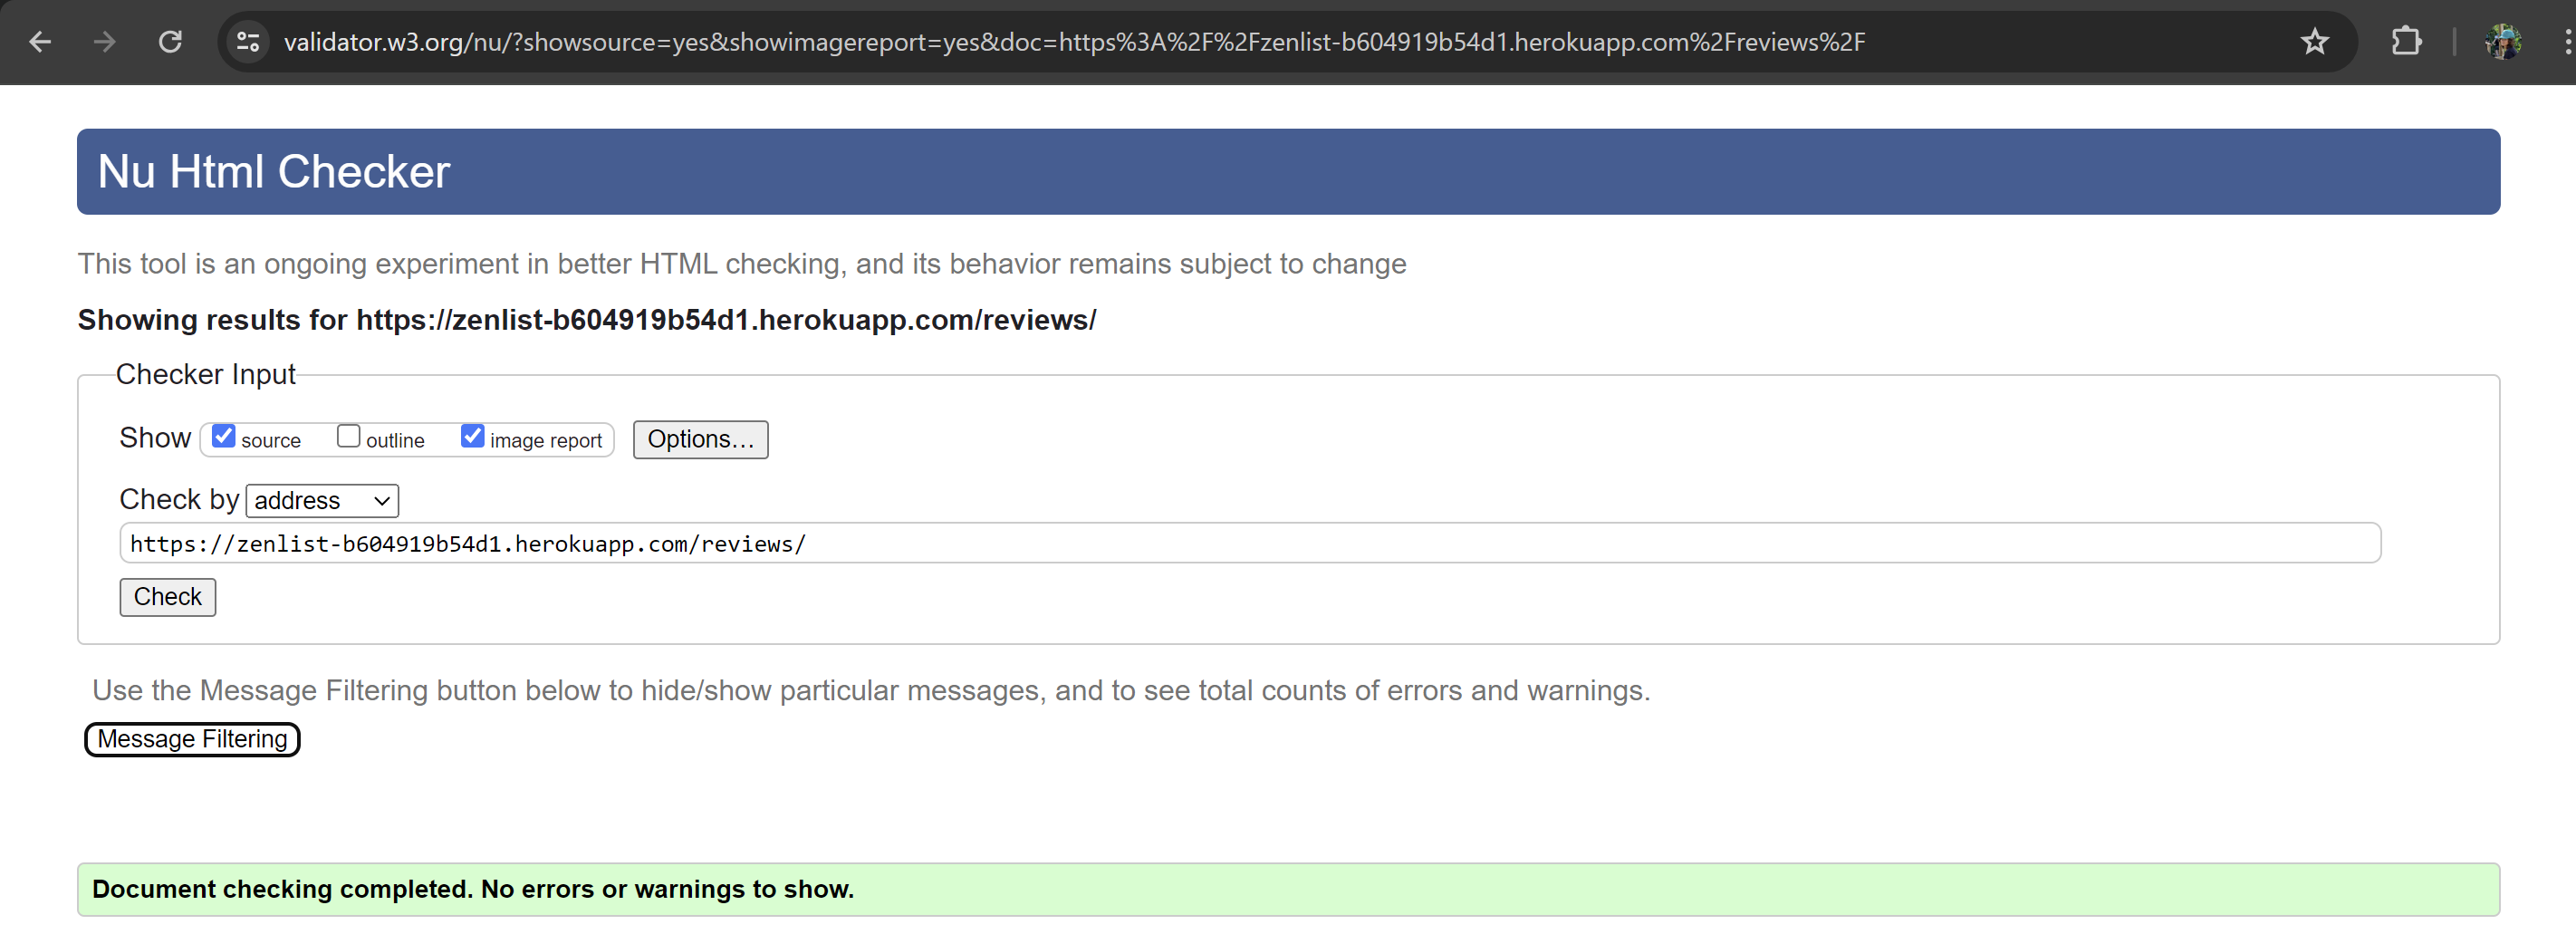 validator.w3.org/nu/?showsource=yes&showimagereport=yes&doc=https%3A%2F%2Fzenlist-b604919b54d1.herokuapp.com%2Freviews%2F
Nu Html Checker
This tool is an ongoing experiment in better HTML checking, and its behavior remains subject to change
Showing results for https://zenlist-b604919b54d1.herokuapp.com/reviews/
Checker Input
Show source outline image report Options...
Check by address
https://zenlist-b604919b54d1.herokuapp.com/reviews/
Check
Use the Message Filtering button below to hide/show particular messages, and to see total counts of errors and warnings.
Message Filtering
Document checking completed. No errors or warnings to show.